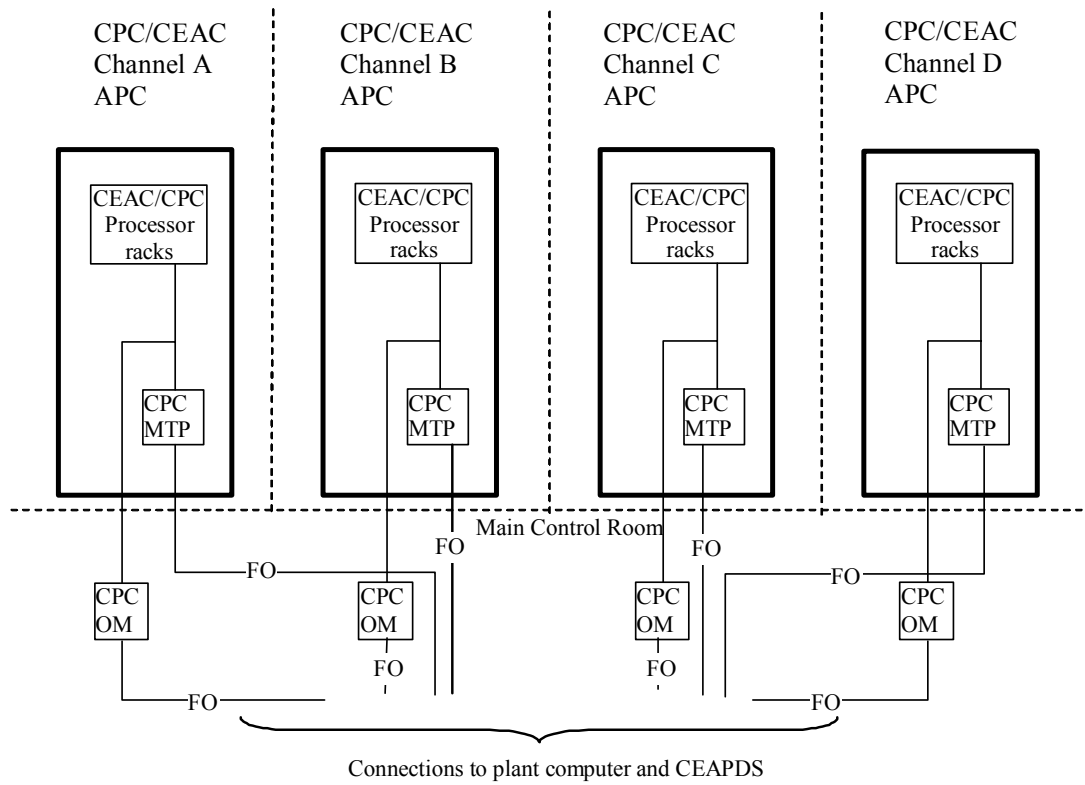 CPC/CEAC
Channel A
APC
CPC/CEAC
Channel B
APC
CPC/CEAC
Channel C
APC
CPC/CEAC
Channel D
APC
CEAC/CPC
Processor
racks
CEAC/CPC
Processor
racks
CEAC/CPC
Processor
racks
CEAC/CPC
Processor
racks
CPC
MTP
CPC
MTP
CPC
MTP
CPC
MTP
Main Control Room
FO
FO
FO
FO
CPC
OM
CPC
OM
CPC
OM
CPC
OM
FO
FO
FO
FO
Connections to plant computer and CEAPDS